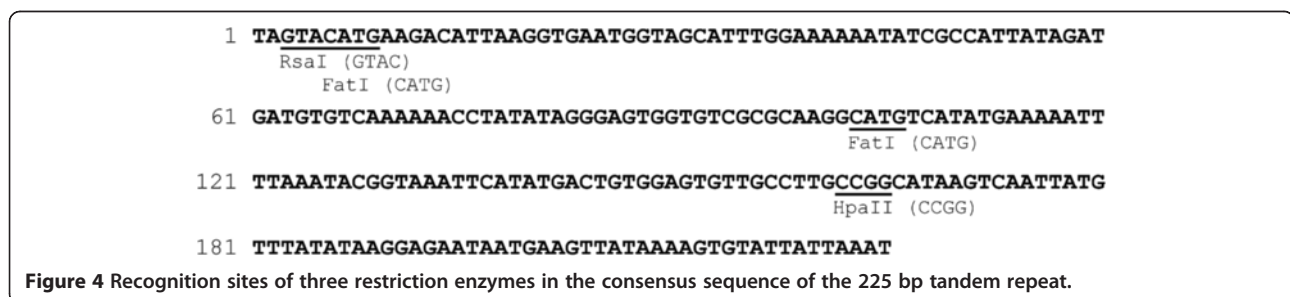 1 TAGTACATGAAGACATTAAGGTGAATGGTAGCATTTGGAAAAAATATCGCCATTATAGAT
RsaI (GTAC)
FatI (CATG)
61 GATGTGTCAAAAAACCTATATAGGGAGTGGTGTCGCGCAAGGCATGTCATATGAAAAATT
FatI (CATG)
121 TTAAATACGGTAAATTCATATGACTGTGGAGTGTTGCCTTGCCGGCATAAGTCAATTATG
HpaII (CCGG)
181 TTTATATAAGGAGAATAATGAAGTTATAAAAGTGTATTATTAAAT
Figure 4 Recognition sites of three restriction enzymes in the consensus sequence of the 225 bp tandem repeat.